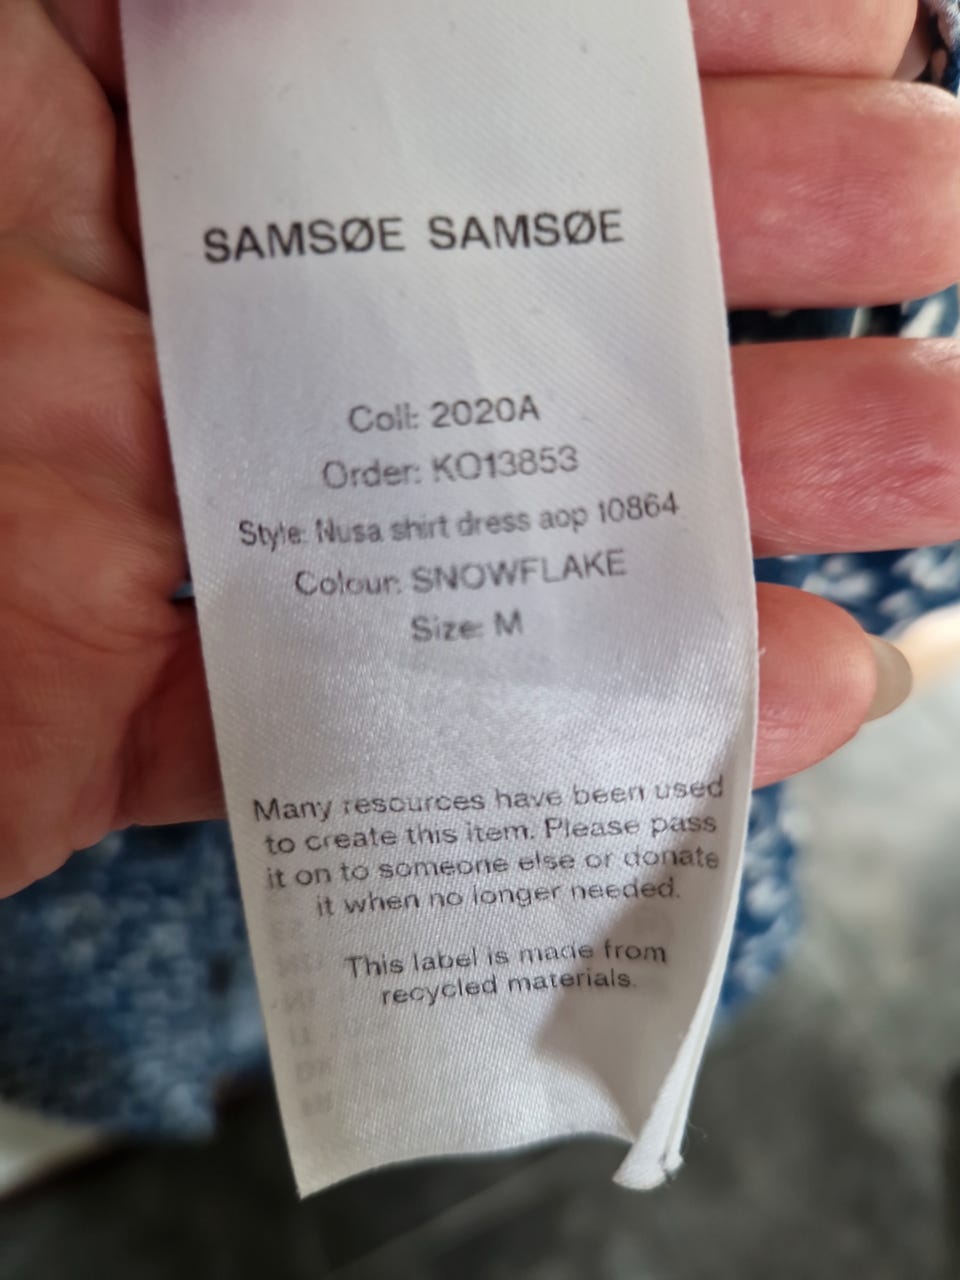 SAMSØE SAMSØE
Coll: 2020A
Order: KO13853
Style: Nusa shirt dress aop 10864
Colour: SNOWFLAKE
Size: M
Many resources have been used
to create this item. Please pass
it on to someone else or donate
it when no longer needed.
This label is made from
recycled materials.